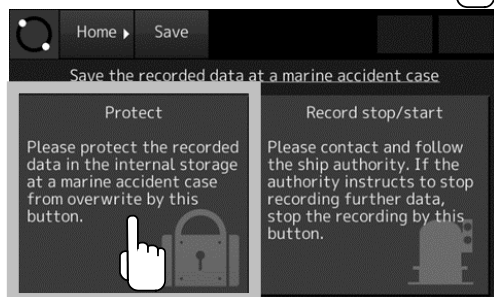 Home ▸ Save
Save the recorded data at a marine accident case
Protect
Please protect the recorded
data in the internal storage
at a marine accident case
from overwrite by this
button.
Record stop/start
Please contact and follow
the ship authority. If the
authority instructs to stop
recording further data,
stop the recording by this
button.